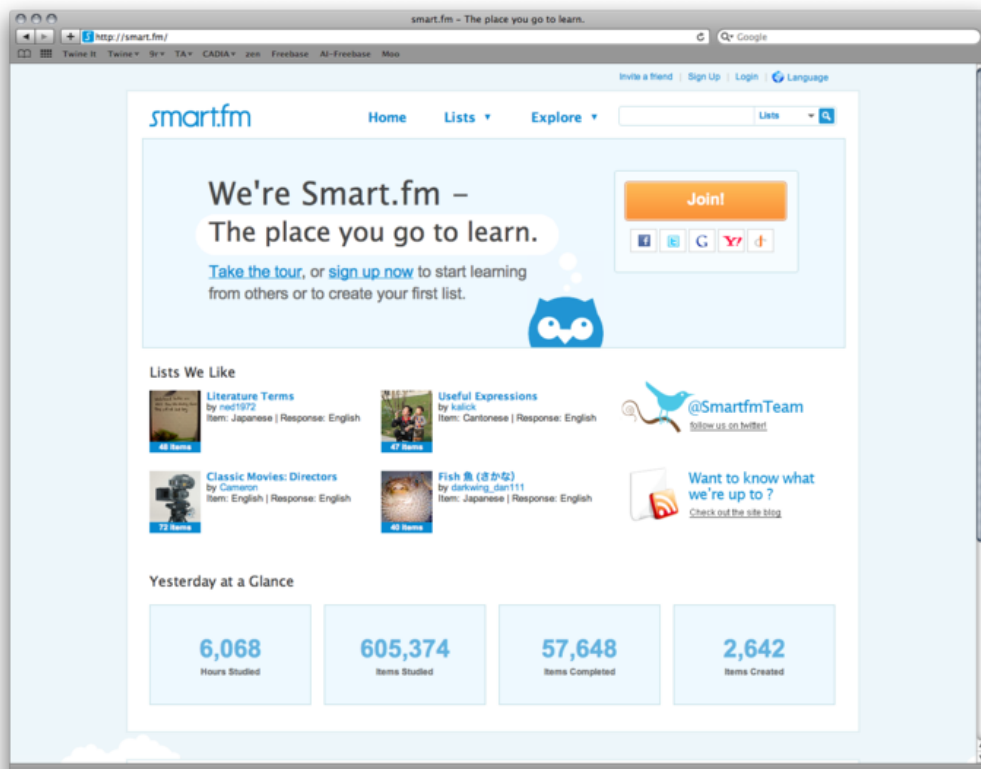 smart.fm – The place you go to learn.
http://smart.fm/
Google
Twine It Twine 9r TA CADIA zen Freebase AI-Freebase Moo
Invite a friend | Sign Up | Login | Language
smart.fm
Home Lists Explore Lists
We're Smart.fm –
The place you go to learn.
Take the tour, or sign up now to start learning
from others or to create your first list.
Join!
Lists We Like
Literature Terms
by ned1972
Item: Japanese | Response: English
48 items
Useful Expressions
by kalick
Item: Cantonese | Response: English
47 items
@SmartfmTeam
follow us on twitter!
Classic Movies: Directors
by Cameron
Item: English | Response: English
72 items
Fish 魚 (さかな)
by darkwing_dan111
Item: Japanese | Response: English
40 items
Want to know what
we're up to ?
Check out the site blog
Yesterday at a Glance
6,068
Hours Studied
605,374
Items Studied
57,648
Items Completed
2,642
Items Created